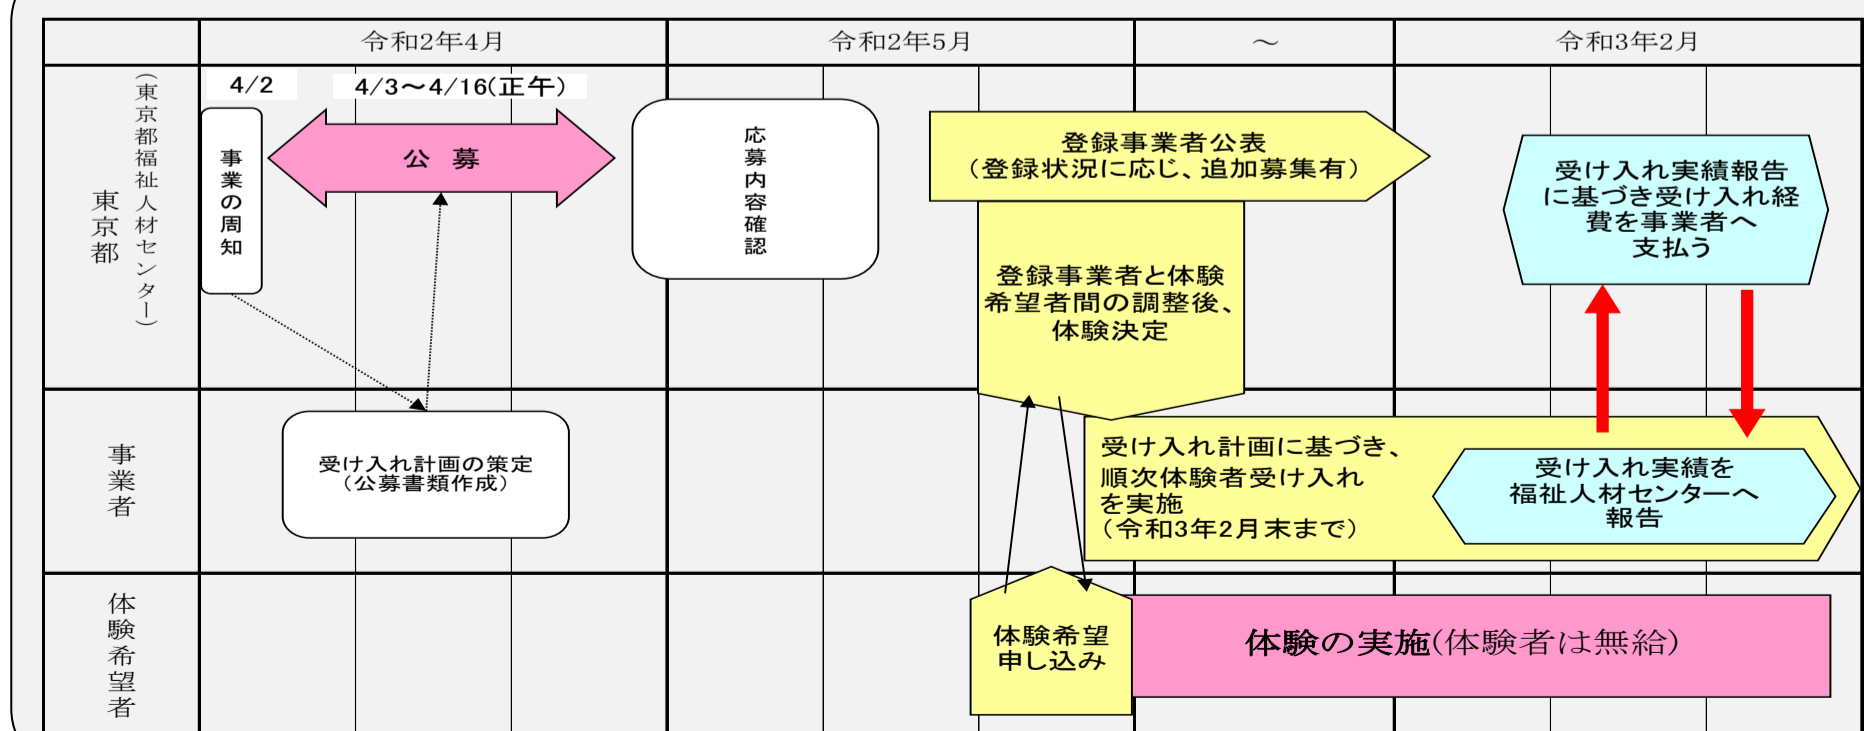 令和2年4月
令和2年5月
～
令和3年2月
東京都
（東京都福祉人材センター）
4/2
4/3～4/16(正午）
事業の周知
公 募
応募内容確認
登録事業者公表
（登録状況に応じ、追加募集有）
登録事業者と体験
希望者間の調整後、
体験決定
受け入れ実績報告
に基づき受け入れ経
費を事業者へ
支払う
事業者
受け入れ計画の策定
（公募書類作成）
受け入れ計画に基づき、
順次体験者受け入れ
を実施
（令和3年2月末まで）
受け入れ実績を
福祉人材センターへ
報告
体験希望者
体験希望
申し込み
体験の実施(体験者は無給)